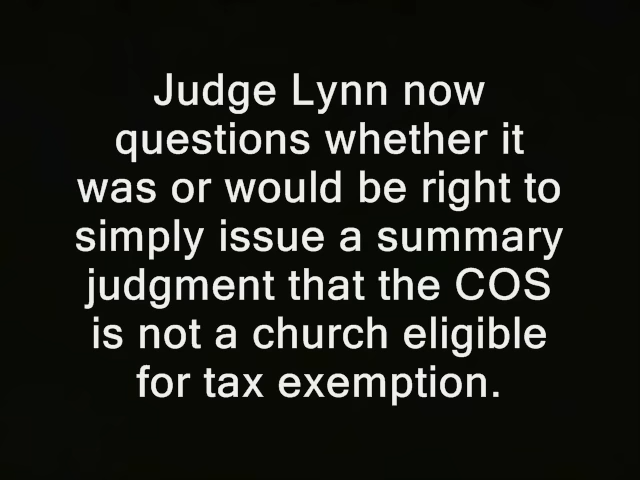 Judge Lynn now
questions whether it
was or would be right to
simply issue a summary
judgment that the COS
is not a church eligible
for tax exemption.